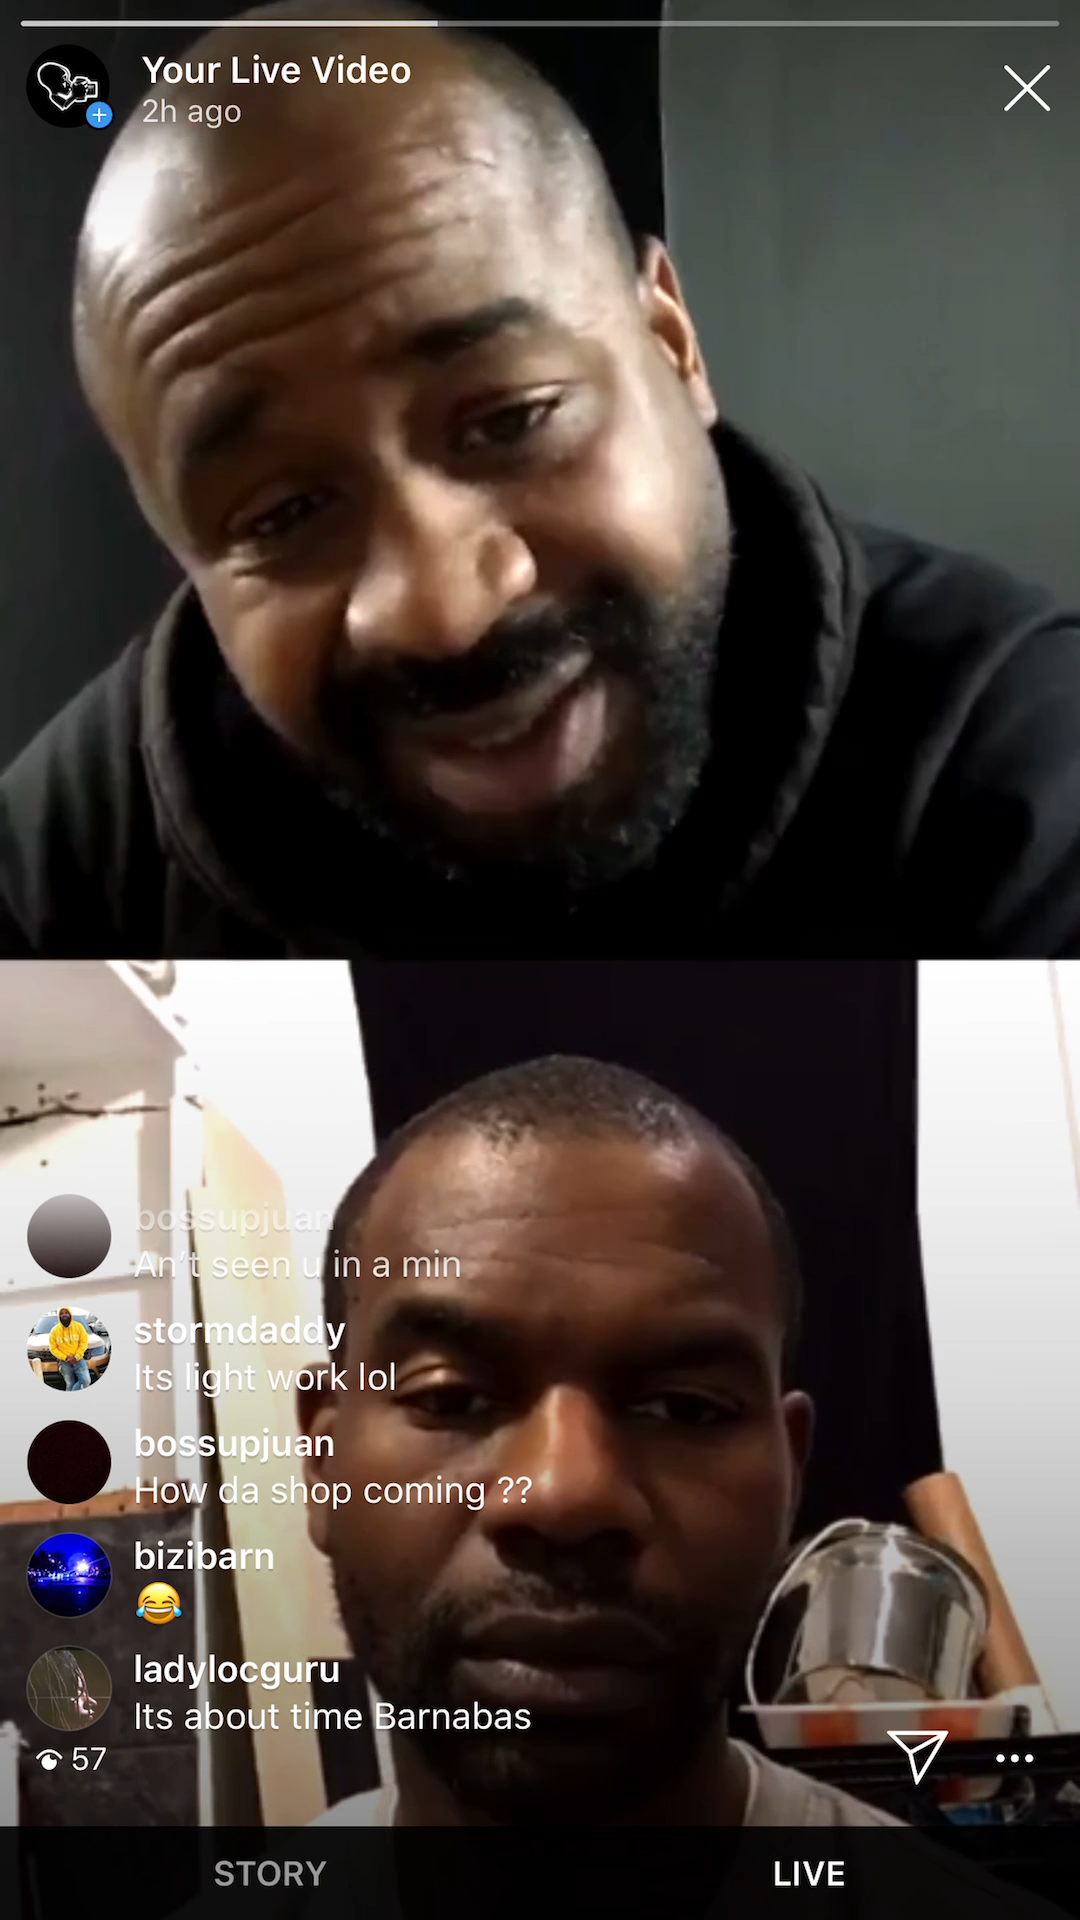 Your Live Video
2h ago
bossupjuan
An't seen u in a min
stormdaddy
Its light work lol
bossupjuan
How da shop coming ??
bizibarn
😂
ladylocguru
Its about time Barnabas
57
STORY
LIVE